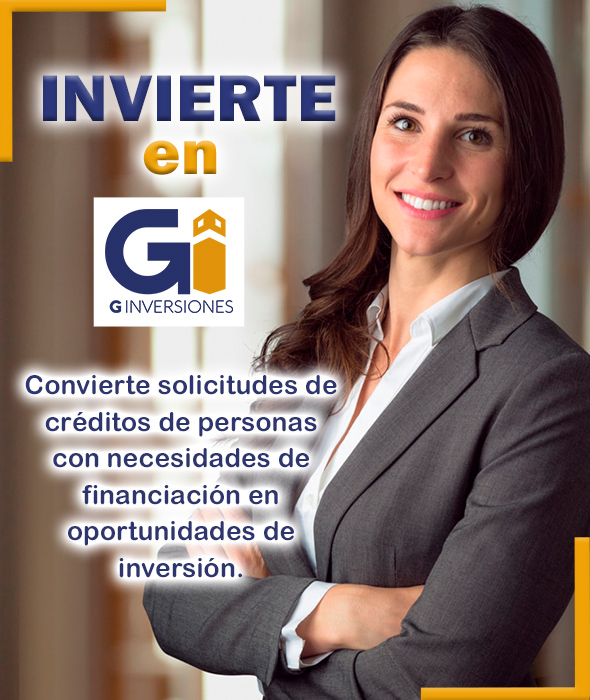 INVIERTE
en
Gi
G INVERSIONES
Convierte solicitudes de
créditos de personas
con necesidades de
financiación en
oportunidades de
inversión.